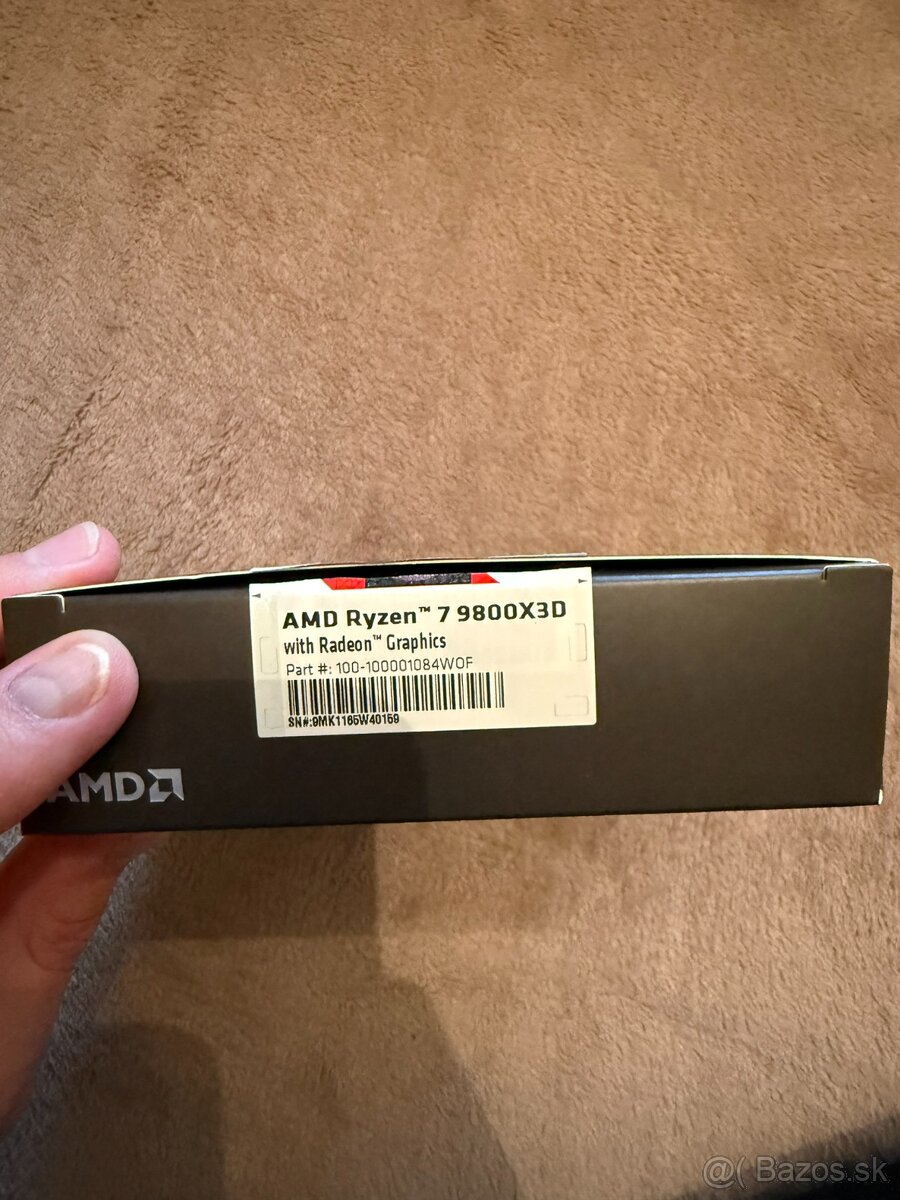 AMD Ryzen™ 7 9800X3D
with Radeon™ Graphics
Part #: 100-100001084WOF
SN#:9MK1165W40159
AMD
@( Bazos.sk